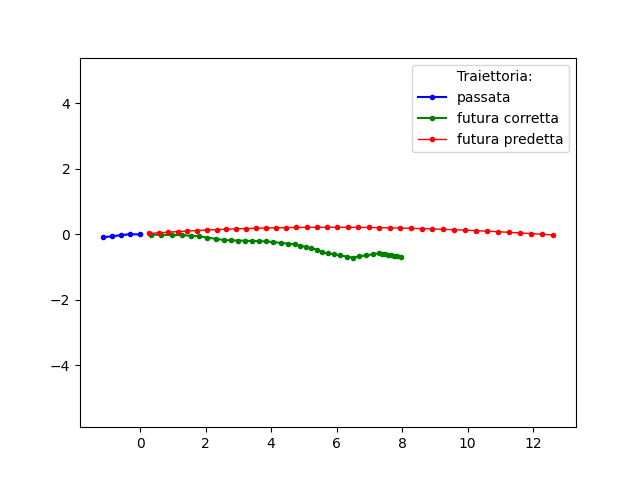 Traiettoria:
passata
futura corretta
futura predetta
4
2
0
−2
−4
0 2 4 6 8 10 12